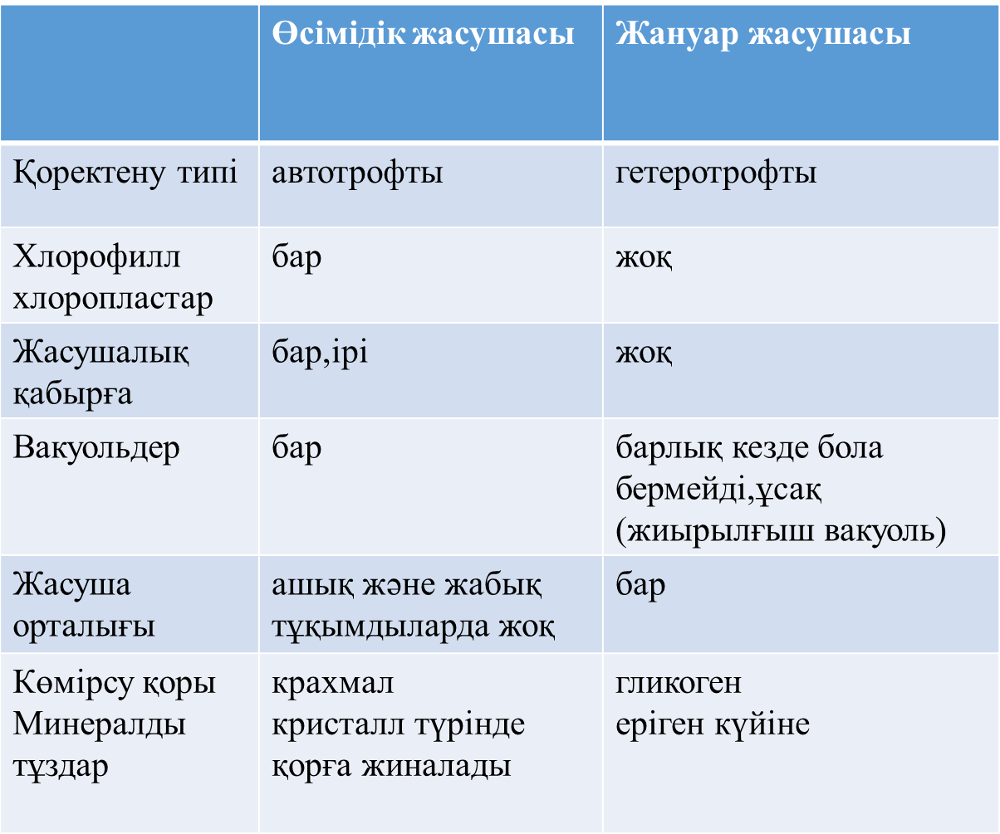 Өсімідік жасушасы
Жануар жасушасы
Қоректену типі
автотрофты
гетеротрофты
Хлорофилл
хлоропластар
бар
жоқ
Жасушалық
қабырға
бар,ірі
жоқ
Вакуольдер
бар
барлық кезде бола
бермейді,ұсақ
(жиырылғыш вакуоль)
Жасуша
орталығы
ашық және жабық
тұқымдыларда жоқ
бар
Көмірсу қоры
Минералды
тұздар
крахмал
кристалл түрінде
қорға жиналады
гликоген
еріген күйіне